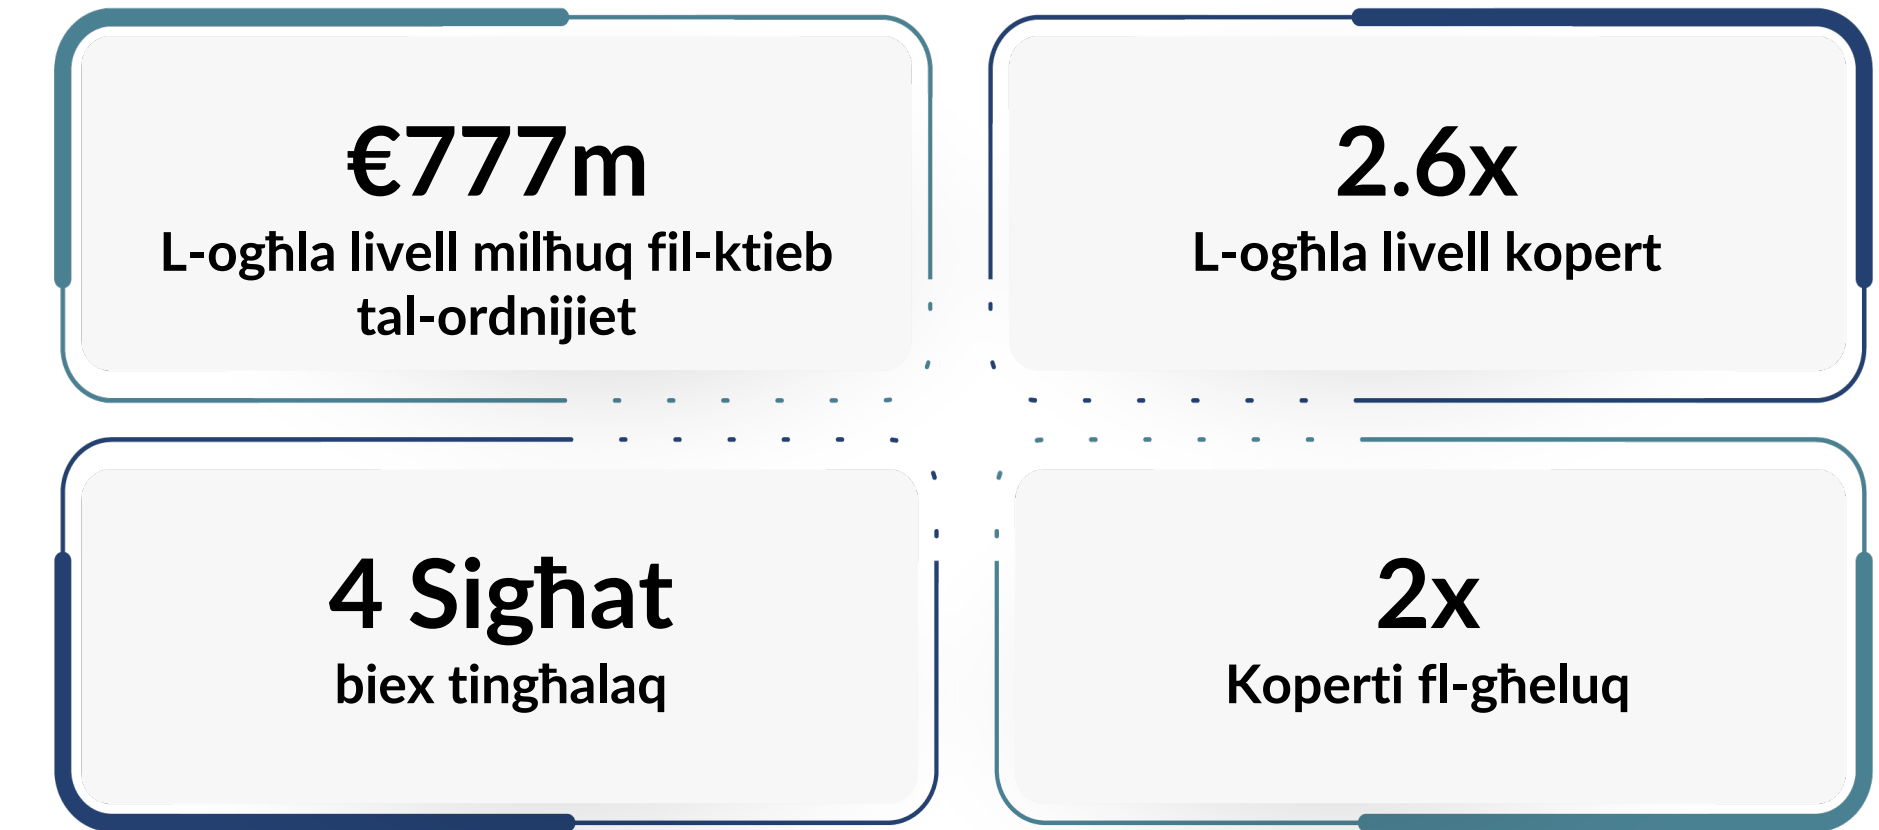 €777m
L-ogħla livell milħuq fil-ktieb
tal-ordnijiet
2.6x
L-ogħla livell kopert
4 Sigħat
biex tingħalaq
2x
Koperti fl-għeluq